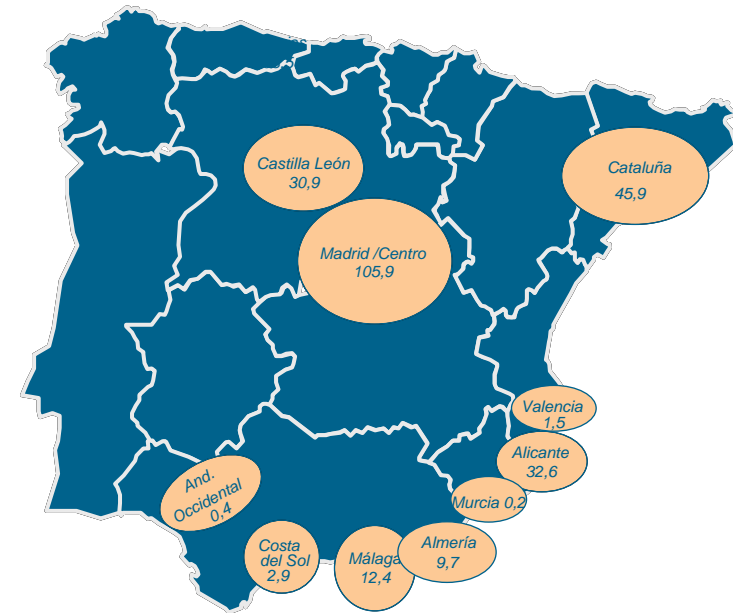 Castilla León
30,9
Cataluña
45,9
Madrid /Centro
105,9
Valencia
1,5
Alicante
32,6
And.
Occidental
0,4
Murcia 0,2
Costa
del Sol
2,9
Málaga
12,4
Almería
9,7